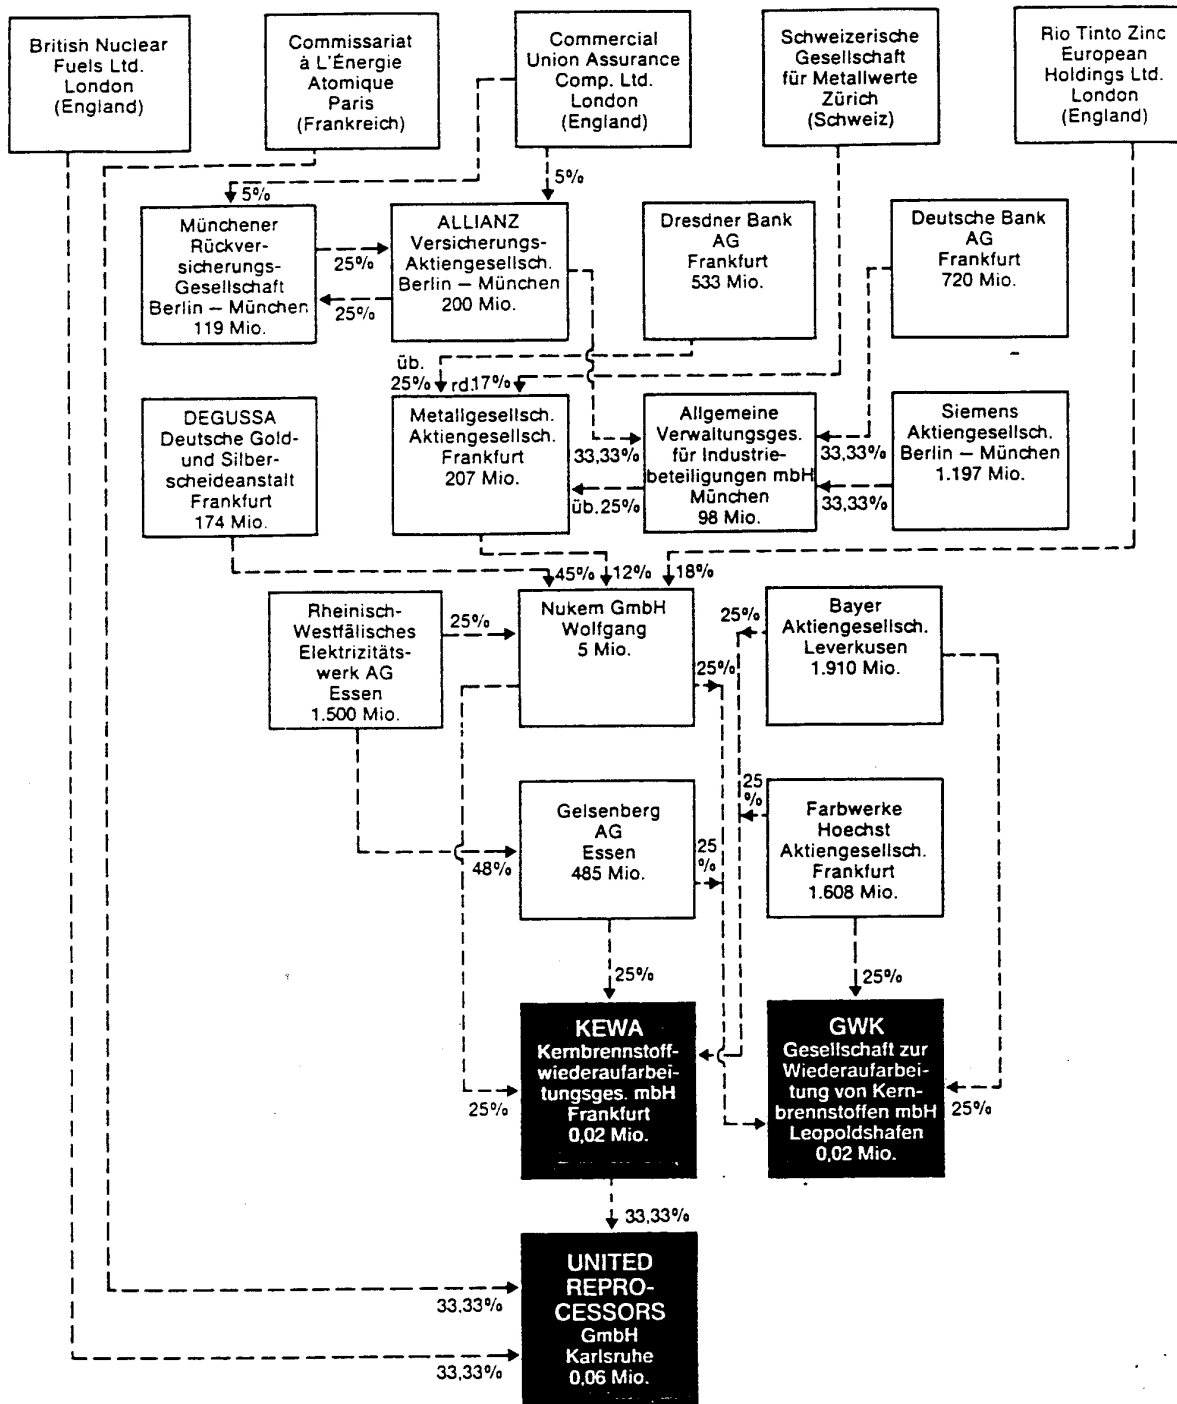 British Nuclear
Fuels Ltd.
London
(England)
Commissariat
à L'Énergie
Atomique
Paris
(Frankreich)
Commercial
Union Assurance
Comp. Ltd.
London
(England)
Schweizerische
Gesellschaft
für Metallwerte
Zürich
(Schweiz)
Rio Tinto Zinc
European
Holdings Ltd.
London
(England)
5%
5%
Münchener
Rückver-
sicherungs-
Gesellschaft
Berlin – München
119 Mio.
25%
25%
ALLIANZ
Versicherungs-
Aktiengesellsch.
Berlin – München
200 Mio.
Dresdner Bank
AG
Frankfurt
533 Mio.
Deutsche Bank
AG
Frankfurt
720 Mio.
üb.
25%
rd.17%
DEGUSSA
Deutsche Gold-
und Silber-
scheideanstalt
Frankfurt
174 Mio.
Metallgesellsch.
Aktiengesellsch.
Frankfurt
207 Mio.
33,33%
üb.25%
Allgemeine
Verwaltungsges.
für Industrie-
beteiligungen mbH
München
98 Mio.
33,33%
33,33%
Siemens
Aktiengesellsch.
Berlin – München
1.197 Mio.
45%
12%
18%
Rheinisch-
Westfälisches
Elektrizitäts-
werk AG
Essen
1.500 Mio.
25%
Nukem GmbH
Wolfgang
5 Mio.
25%
25%
Bayer
Aktiengesellsch.
Leverkusen
1.910 Mio.
48%
Gelsenberg
AG
Essen
485 Mio.
25
%
25
%
Farbwerke
Hoechst
Aktiengesellsch.
Frankfurt
1.608 Mio.
25%
25%
KEWA
Kernbrennstoff-
wiederaufarbei-
tungsges. mbH
Frankfurt
0,02 Mio.
25%
GWK
Gesellschaft zur
Wiederaufarbei-
tung von Kern-
brennstoffen mbH
Leopoldshafen
0,02 Mio.
25%
33,33%
UNITED
REPRO-
CESSORS
GmbH
Karlsruhe
0,06 Mio.
33,33%
33,33%